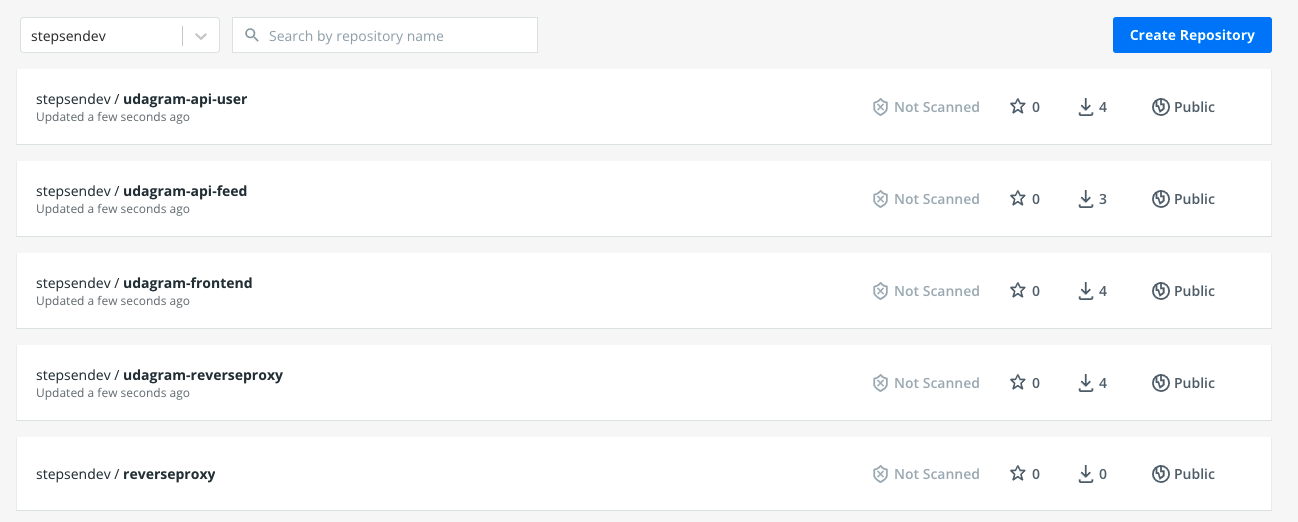 stepsendev
Search by repository name
Create Repository
stepsendev / udagram-api-user
Updated a few seconds ago
Not Scanned
0
4
Public
stepsendev / udagram-api-feed
Updated a few seconds ago
Not Scanned
0
3
Public
stepsendev / udagram-frontend
Updated a few seconds ago
Not Scanned
0
4
Public
stepsendev / udagram-reverseproxy
Updated a few seconds ago
Not Scanned
0
4
Public
stepsendev / reverseproxy
Not Scanned
0
0
Public